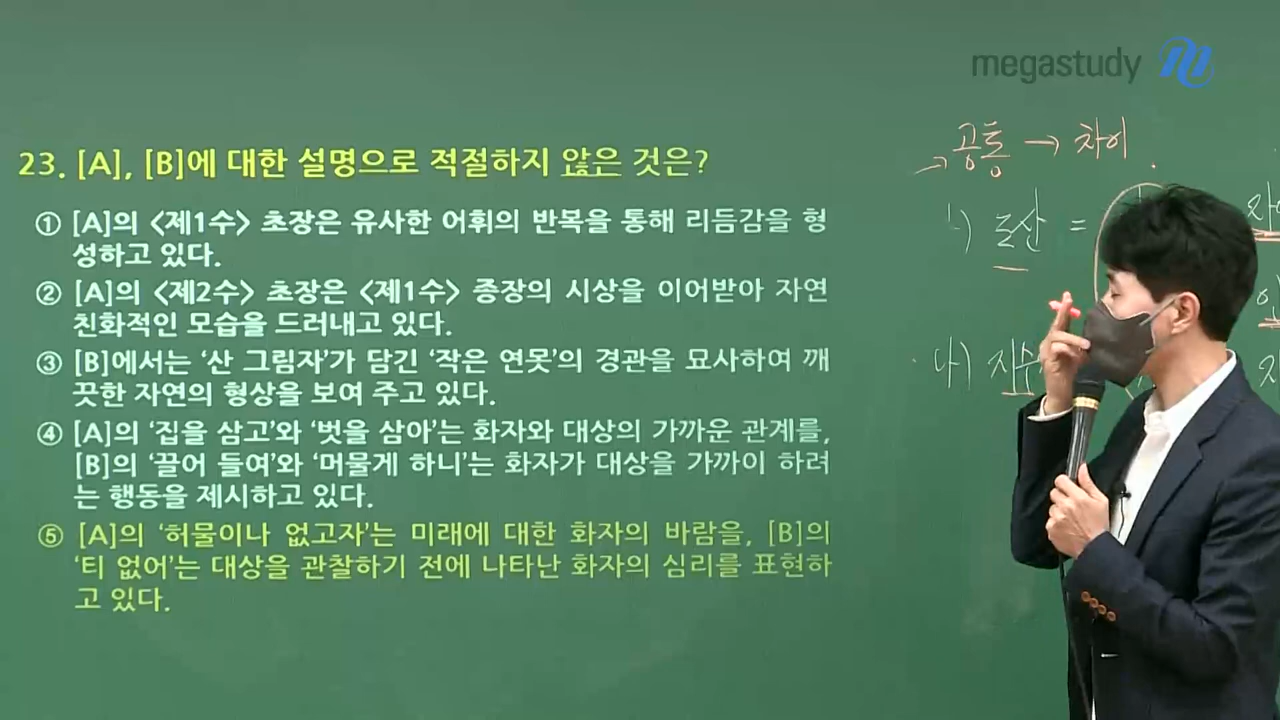 megastudy
23. [A], [B]에 대한 설명으로 적절하지 않은 것은?
① [A]의 〈제1수〉 초장은 유사한 어휘의 반복을 통해 리듬감을 형
성하고 있다.
② [A]의 〈제2수〉 초장은 〈제1수〉 종장의 시상을 이어받아 자연
친화적인 모습을 드러내고 있다.
③ [B]에서는 ‘산 그림자’가 담긴 ‘작은 연못’의 경관을 묘사하여 깨
끗한 자연의 형상을 보여 주고 있다.
④ [A]의 ‘집을 삼고’와 ‘벗을 삼아’는 화자와 대상의 가까운 관계를,
[B]의 ‘끌어 들여’와 ‘머물게 하니’는 화자가 대상을 가까이 하려
는 행동을 제시하고 있다.
⑤ [A]의 ‘허물이나 없고자’는 미래에 대한 화자의 바람을, [B]의
‘티 없어’는 대상을 관찰하기 전에 나타난 화자의 심리를 표현하
고 있다.
→ 공통 → 차이